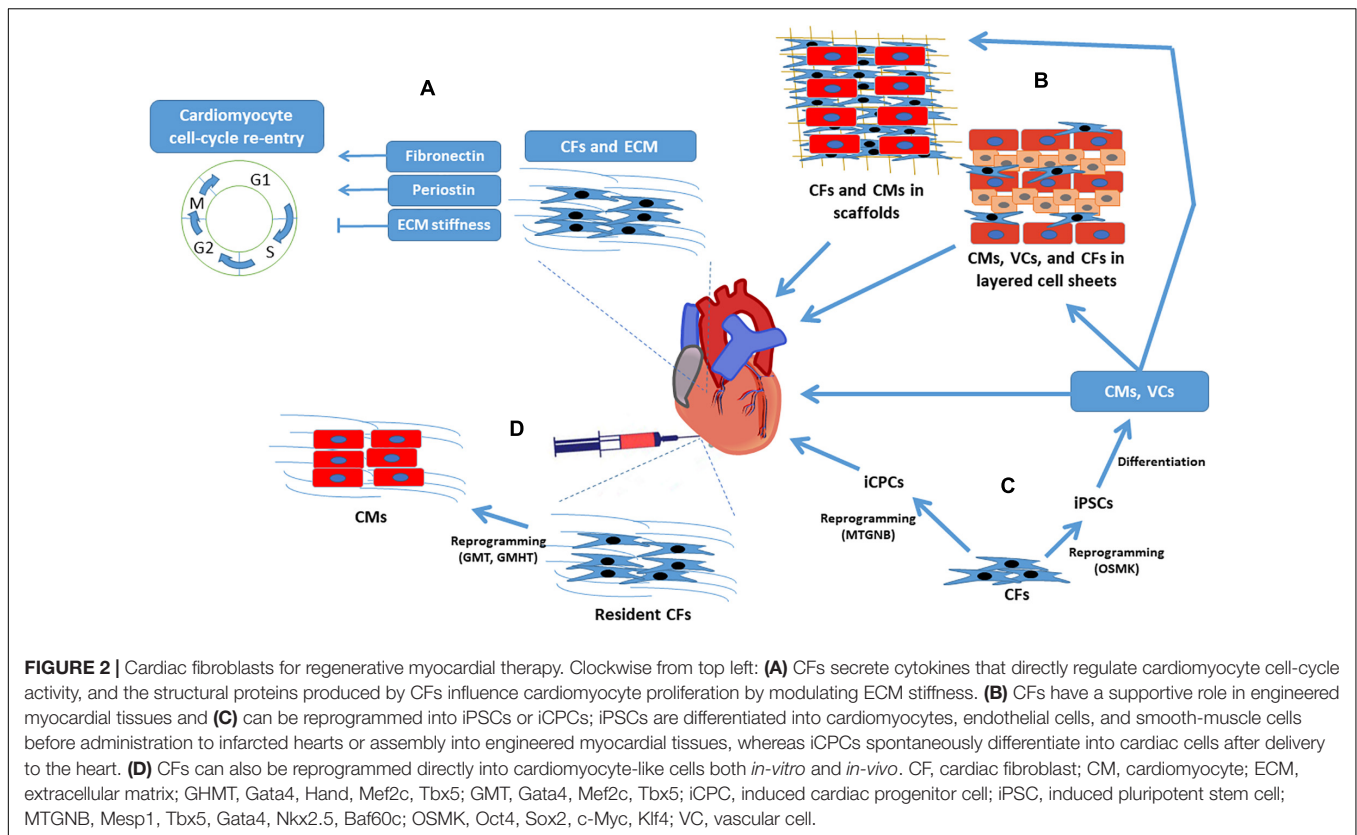 A
Cardiomyocyte
cell-cycle re-entry
G1
S
G2
M
Fibronectin
Periostin
ECM stiffness
CFs and ECM
B
CFs and CMs in
scaffolds
CMs, VCs, and CFs in
layered cell sheets
CMs, VCs
Differentiation
C
iCPCs
iPSCs
Reprogramming
(MTGNB)
Reprogramming
(OSMK)
CFs
D
CMs
Reprogramming
(GMT, GMHT)
Resident CFs
FIGURE 2 | Cardiac fibroblasts for regenerative myocardial therapy. Clockwise from top left: (A) CFs secrete cytokines that directly regulate cardiomyocyte cell-cycle
activity, and the structural proteins produced by CFs influence cardiomyocyte proliferation by modulating ECM stiffness. (B) CFs have a supportive role in engineered
myocardial tissues and (C) can be reprogrammed into iPSCs or iCPCs; iPSCs are differentiated into cardiomyocytes, endothelial cells, and smooth-muscle cells
before administration to infarcted hearts or assembly into engineered myocardial tissues, whereas iCPCs spontaneously differentiate into cardiac cells after delivery
to the heart. (D) CFs can also be reprogrammed directly into cardiomyocyte-like cells both in-vitro and in-vivo. CF, cardiac fibroblast; CM, cardiomyocyte; ECM,
extracellular matrix; GHMT, Gata4, Hand, Mef2c, Tbx5; GMT, Gata4, Mef2c, Tbx5; iCPC, induced cardiac progenitor cell; iPSC, induced pluripotent stem cell;
MTGNB, Mesp1, Tbx5, Gata4, Nkx2.5, Baf60c; OSMK, Oct4, Sox2, c-Myc, Klf4; VC, vascular cell.